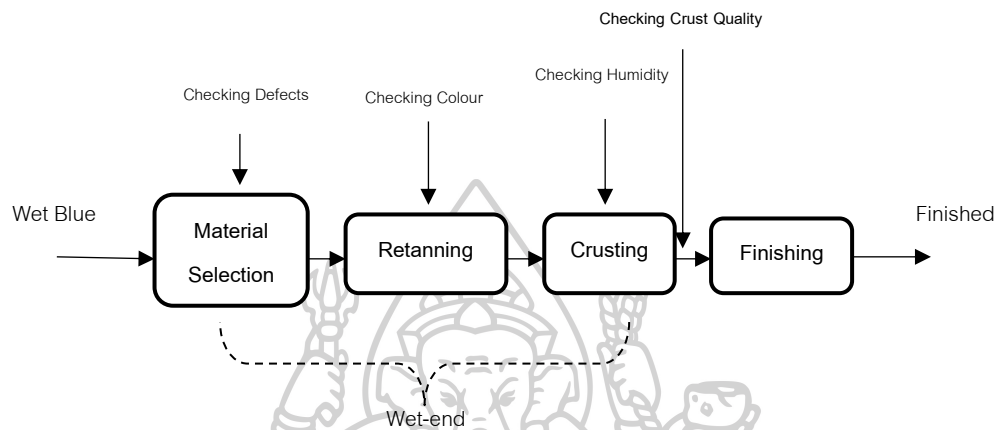 Checking Crust Quality
Checking Humidity
Checking Defects
Checking Colour
Wet Blue
Material
Selection
Retanning
Crusting
Finishing
Finished
Wet-end